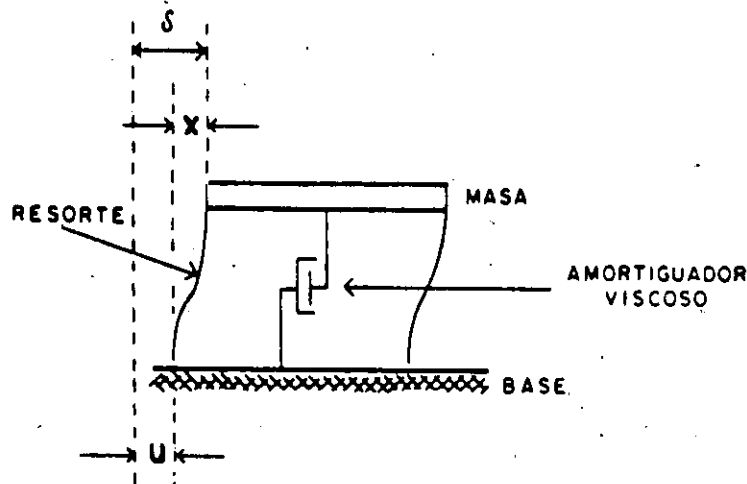 δ
X
MASA
RESORTE
AMORTIGUADOR
VISCOSO
BASE
U